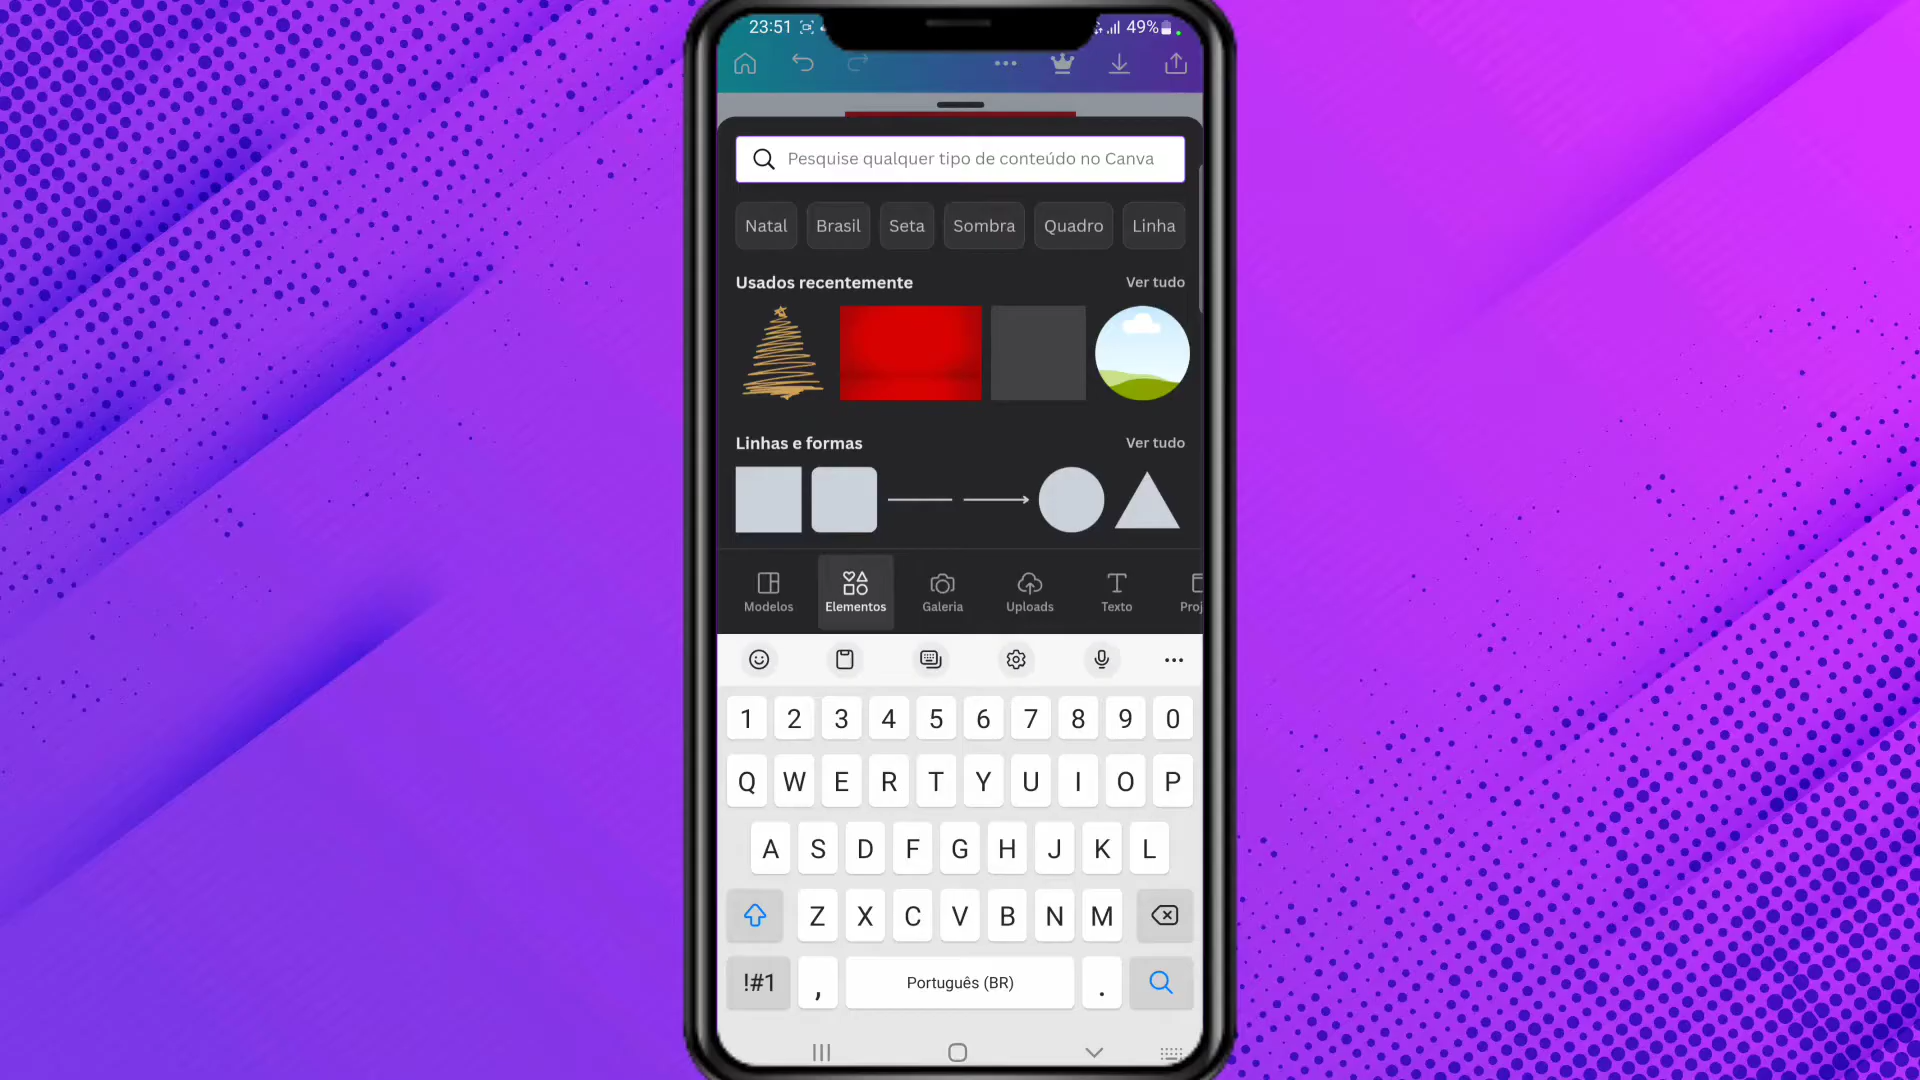 23:51 49%
Pesquise qualquer tipo de conteúdo no Canva
Natal Brasil Seta Sombra Quadro Linha
Usados recentemente Ver tudo
Linhas e formas Ver tudo
Modelos Elementos Galeria Uploads Texto Proj
1 2 3 4 5 6 7 8 9 0
Q W E R T Y U I O P
A S D F G H J K L
Z X C V B N M
!#1 , Português (BR) .